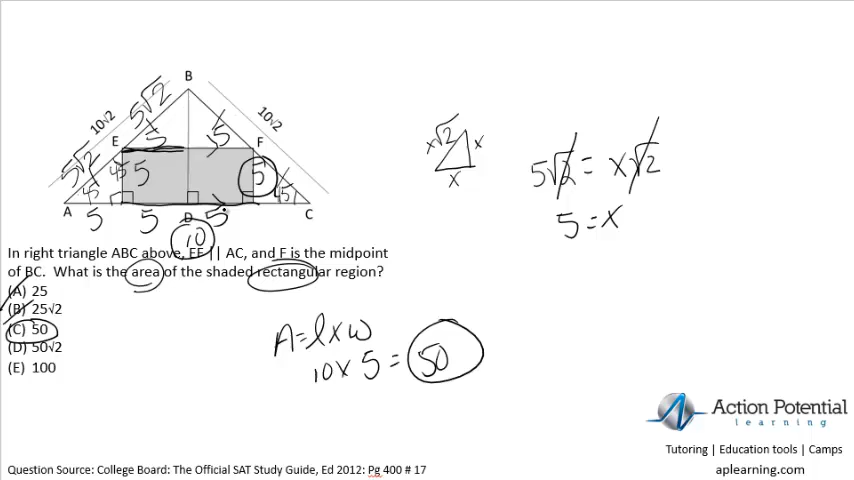 B
5√2
10√2
10√2
5
5
E
F
5√2
45
5
5
45
45
A
D
C
5
5
5
10
x√2
x
x
5√2 = x√2
5 = x
In right triangle ABC above, EF || AC, and F is the midpoint
of BC. What is the area of the shaded rectangular region?
(A) 25
(B) 25√2
(C) 50
(D) 50√2
(E) 100
A = l x w
10 x 5 = 50
Action Potential
learning
Tutoring | Education tools | Camps
aplearning.com
Question Source: College Board: The Official SAT Study Guide, Ed 2012: Pg 400 # 17